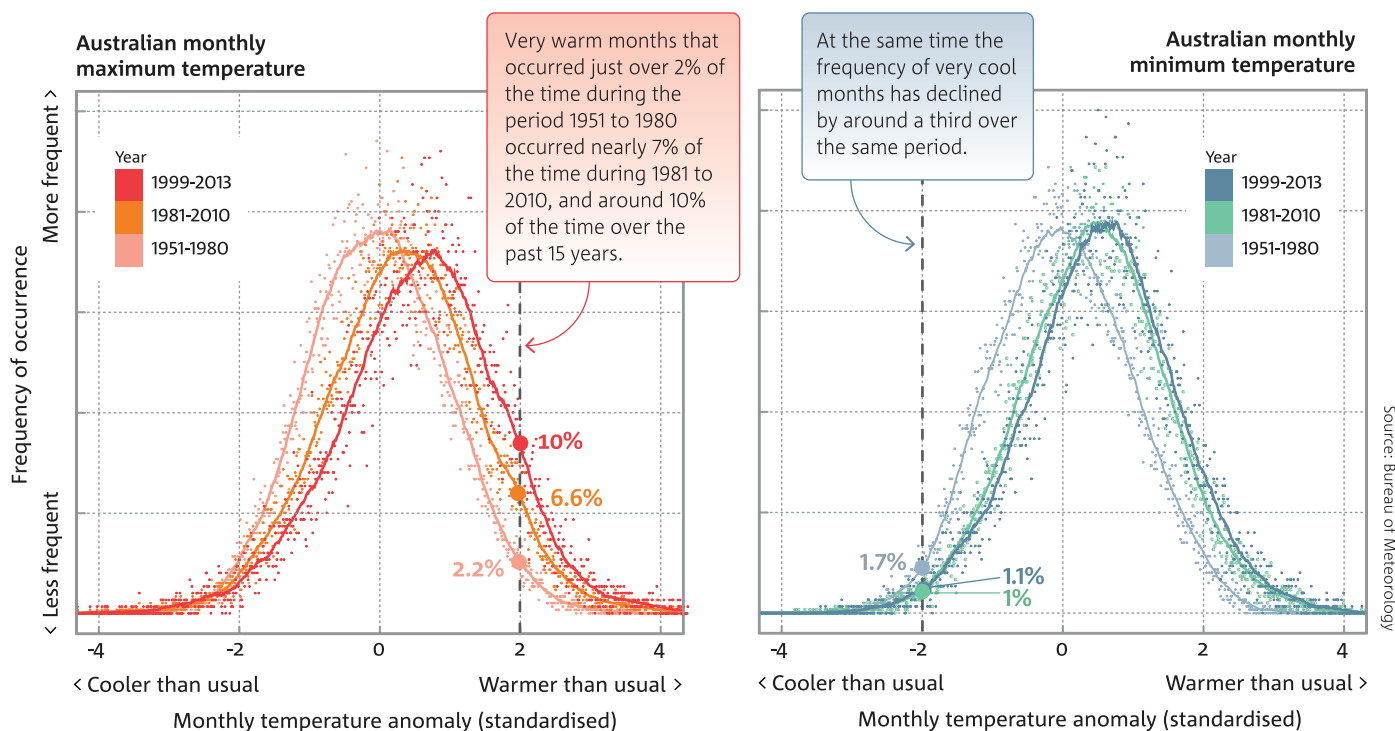 Australian monthly
maximum temperature
Very warm months that
occurred just over 2% of
the time during the
period 1951 to 1980
occurred nearly 7% of
the time during 1981 to
2010, and around 10%
of the time over the
past 15 years.
Year
1999-2013
1981-2010
1951-1980
Frequency of occurrence
< Less frequent
More frequent >
10%
6.6%
2.2%
-4 -2 0 2 4
< Cooler than usual Warmer than usual >
Monthly temperature anomaly (standardised)
At the same time the
frequency of very cool
months has declined
by around a third over
the same period.
Australian monthly
minimum temperature
Year
1999-2013
1981-2010
1951-1980
1.7%
1.1%
1%
-4 -2 0 2 4
< Cooler than usual Warmer than usual >
Monthly temperature anomaly (standardised)
Source: Bureau of Meteorology